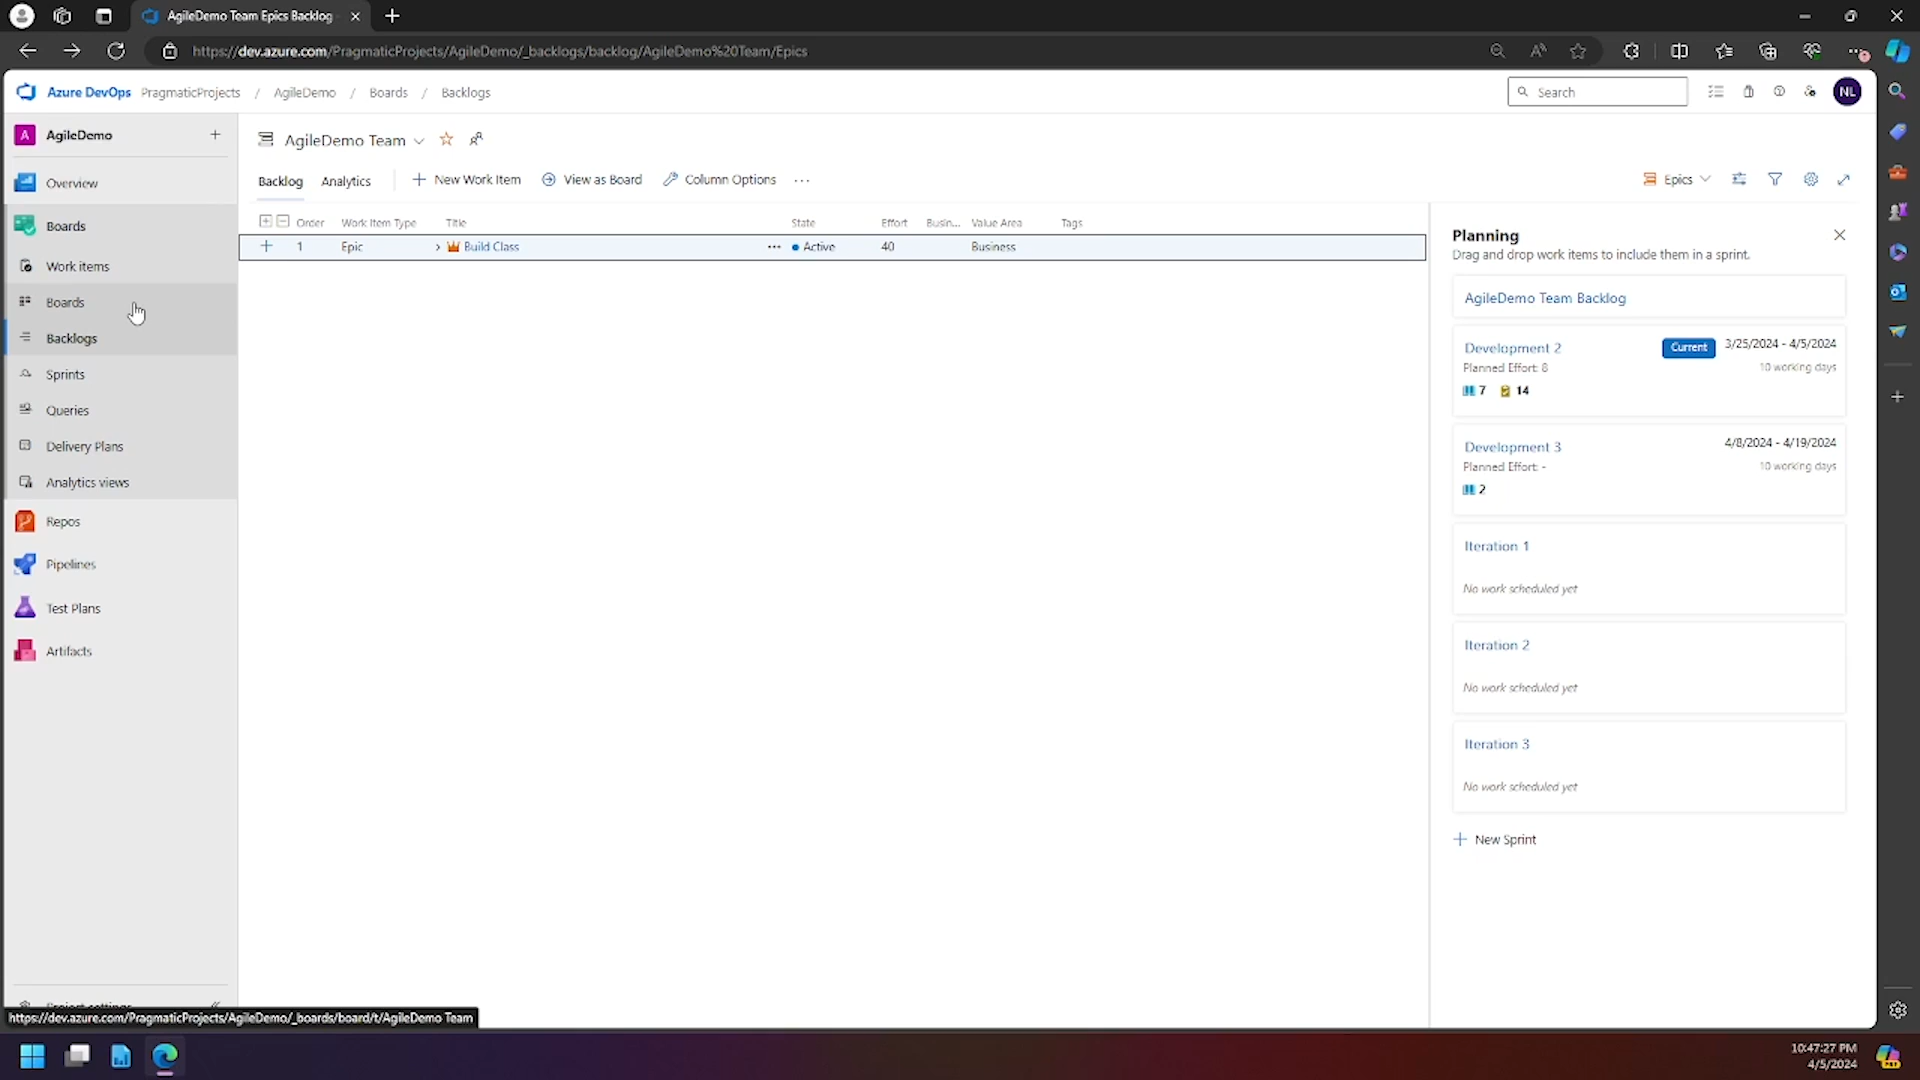 AgileDemo Team Epics Backlog
https://dev.azure.com/PragmaticProjects/AgileDemo/_backlogs/backlog/AgileDemo%20Team/Epics
Azure DevOps PragmaticProjects / AgileDemo / Boards / Backlogs
Search
NL
A AgileDemo
AgileDemo Team
Overview
Backlog Analytics New Work Item View as Board Column Options
Epics
Boards
Order Work Item Type Title State Effort Busin... Value Area Tags
1 Epic Build Class Active 40 Business
Work items
Boards
Backlogs
Sprints
Queries
Delivery Plans
Analytics views
Repos
Pipelines
Test Plans
Artifacts
Project settings
Planning
Drag and drop work items to include them in a sprint.
AgileDemo Team Backlog
Development 2 Current 3/25/2024 - 4/5/2024
Planned Effort: 8 10 working days
7 14
Development 3 4/8/2024 - 4/19/2024
Planned Effort: - 10 working days
2
Iteration 1
No work scheduled yet
Iteration 2
No work scheduled yet
Iteration 3
No work scheduled yet
New Sprint
https://dev.azure.com/PragmaticProjects/AgileDemo/_boards/board/t/AgileDemo Team
10:47:27 PM
4/5/2024